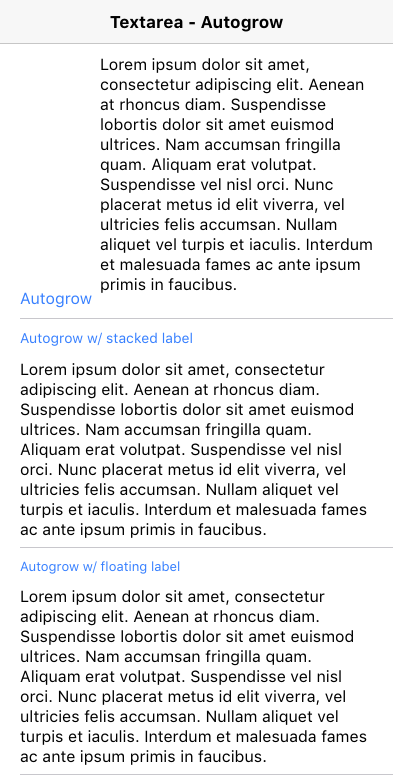 Textarea - Autogrow
Lorem ipsum dolor sit amet,
consectetur adipiscing elit. Aenean
at rhoncus diam. Suspendisse
lobortis dolor sit amet euismod
ultrices. Nam accumsan fringilla
quam. Aliquam erat volutpat.
Suspendisse vel nisl orci. Nunc
placerat metus id elit viverra, vel
ultricies felis accumsan. Nullam
aliquet vel turpis et iaculis. Interdum
et malesuada fames ac ante ipsum
primis in faucibus.
Autogrow
Autogrow w/ stacked label
Lorem ipsum dolor sit amet, consectetur
adipiscing elit. Aenean at rhoncus diam.
Suspendisse lobortis dolor sit amet euismod
ultrices. Nam accumsan fringilla quam.
Aliquam erat volutpat. Suspendisse vel nisl
orci. Nunc placerat metus id elit viverra, vel
ultricies felis accumsan. Nullam aliquet vel
turpis et iaculis. Interdum et malesuada fames
ac ante ipsum primis in faucibus.
Autogrow w/ floating label
Lorem ipsum dolor sit amet, consectetur
adipiscing elit. Aenean at rhoncus diam.
Suspendisse lobortis dolor sit amet euismod
ultrices. Nam accumsan fringilla quam.
Aliquam erat volutpat. Suspendisse vel nisl
orci. Nunc placerat metus id elit viverra, vel
ultricies felis accumsan. Nullam aliquet vel
turpis et iaculis. Interdum et malesuada fames
ac ante ipsum primis in faucibus.